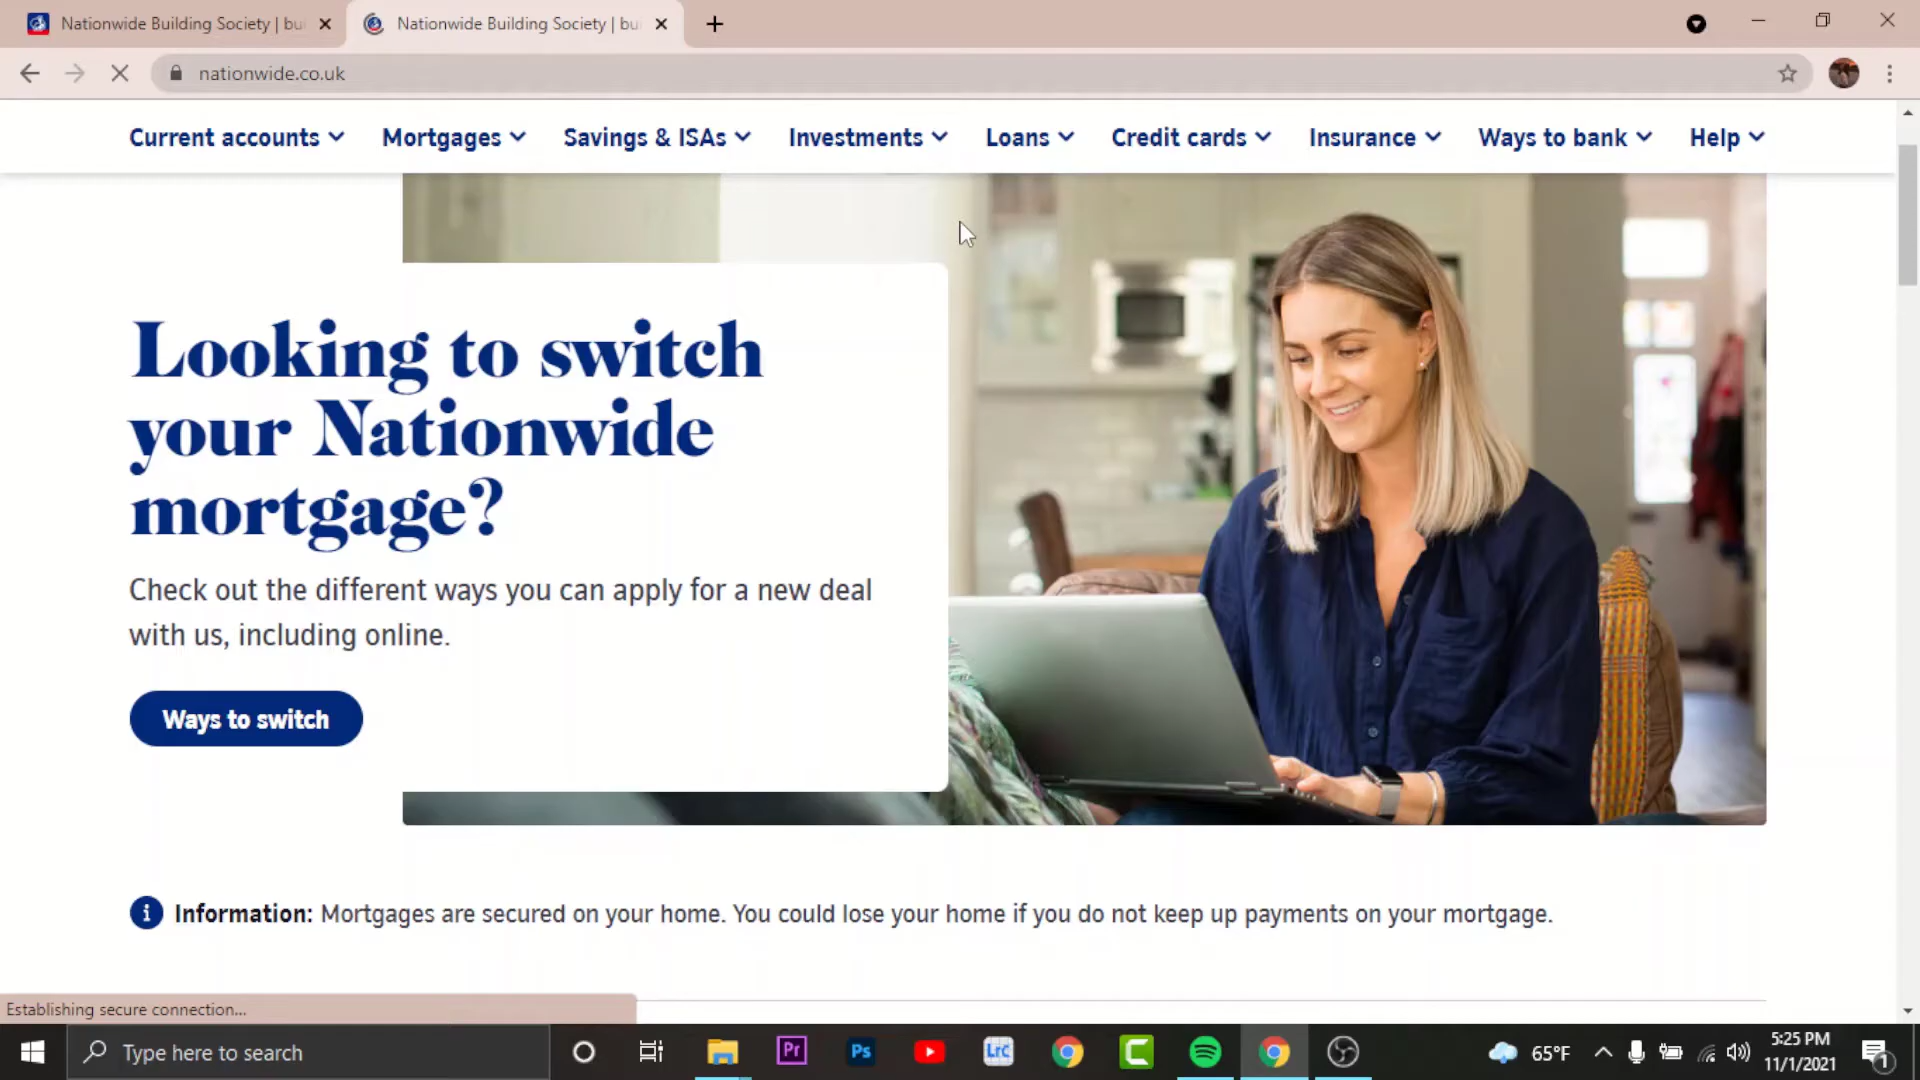 Nationwide Building Society | bu
Nationwide Building Society | bu
nationwide.co.uk
Current accounts
Mortgages
Savings & ISAs
Investments
Loans
Credit cards
Insurance
Ways to bank
Help
Looking to switch
your Nationwide
mortgage?
Check out the different ways you can apply for a new deal
with us, including online.
Ways to switch
Information: Mortgages are secured on your home. You could lose your home if you do not keep up payments on your mortgage.
Establishing secure connection...
Type here to search
Pr
Ps
LrC
65°F
5:25 PM
11/1/2021
1